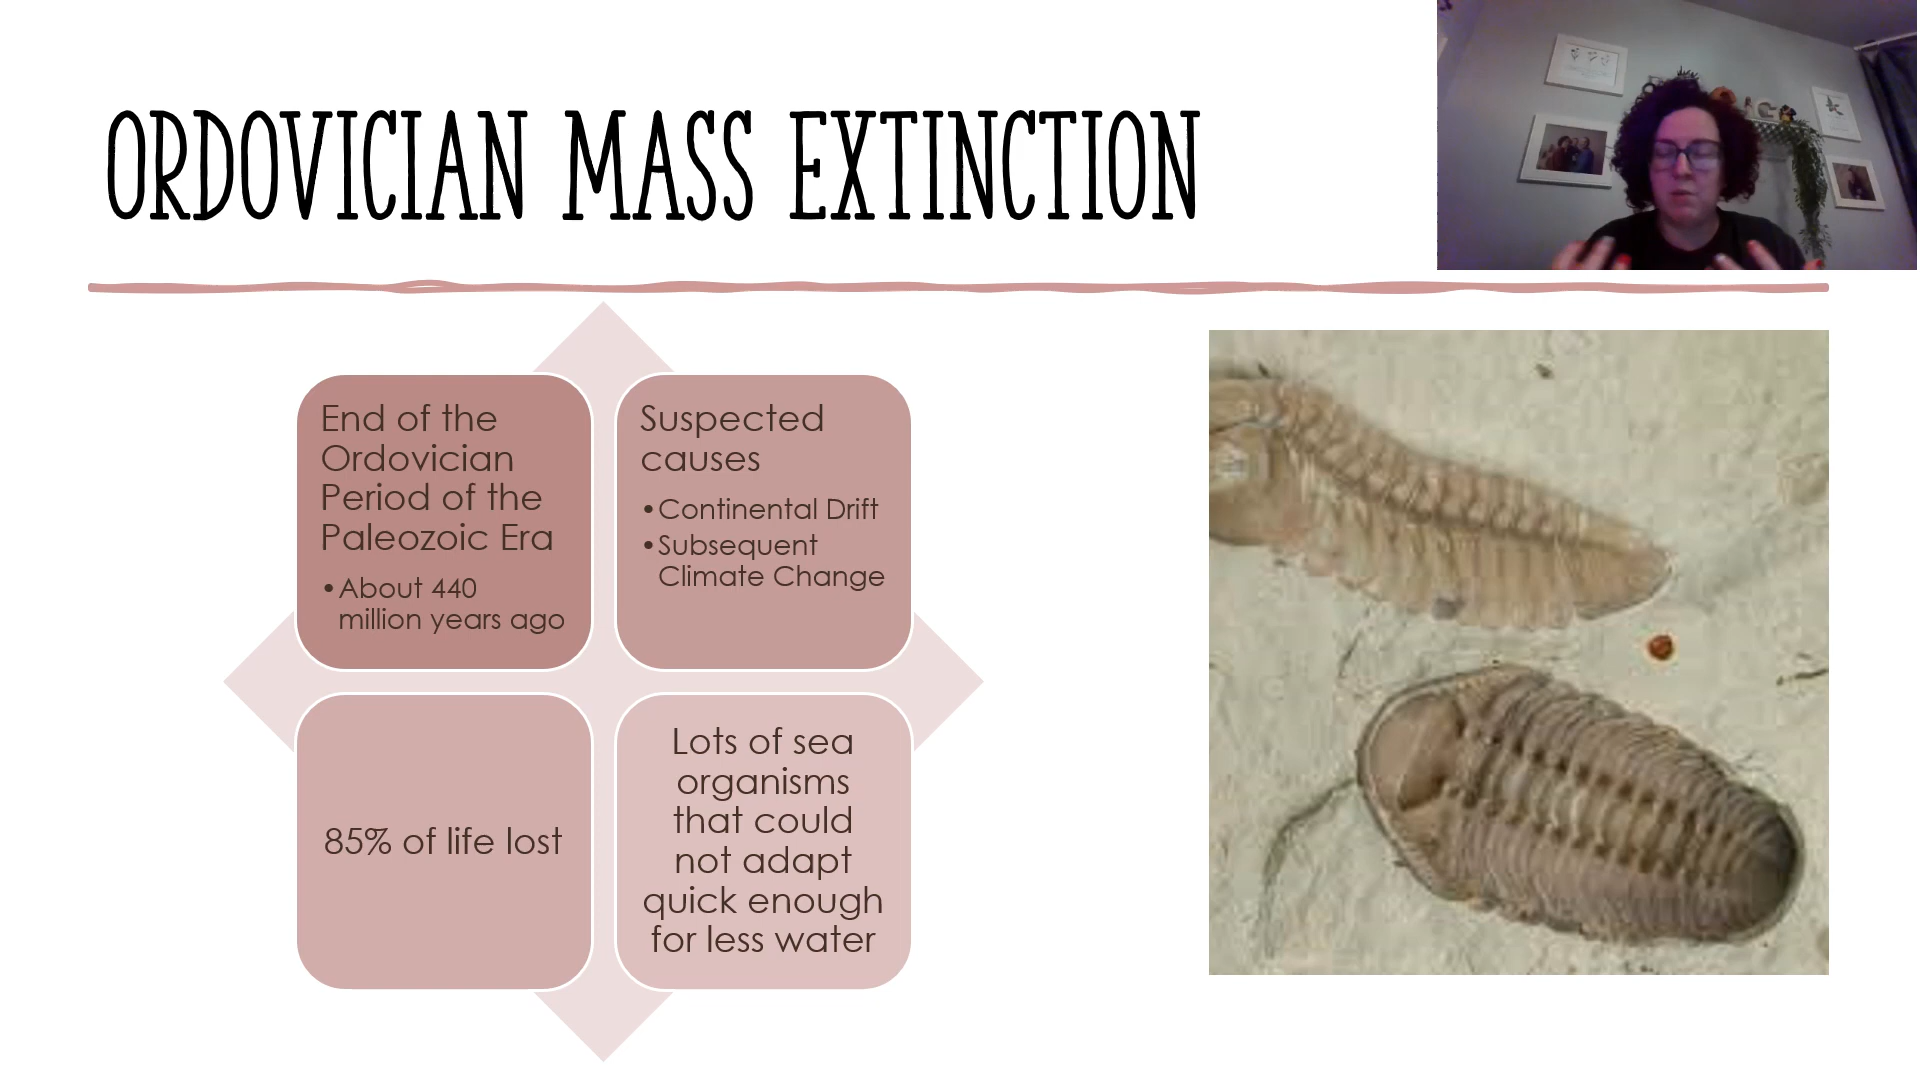 ORDOVICIAN MASS EXTINCTION
End of the
Ordovician
Period of the
Paleozoic Era
•About 440
million years ago
Suspected
causes
•Continental Drift
•Subsequent
Climate Change
85% of life lost
Lots of sea
organisms
that could
not adapt
quick enough
for less water